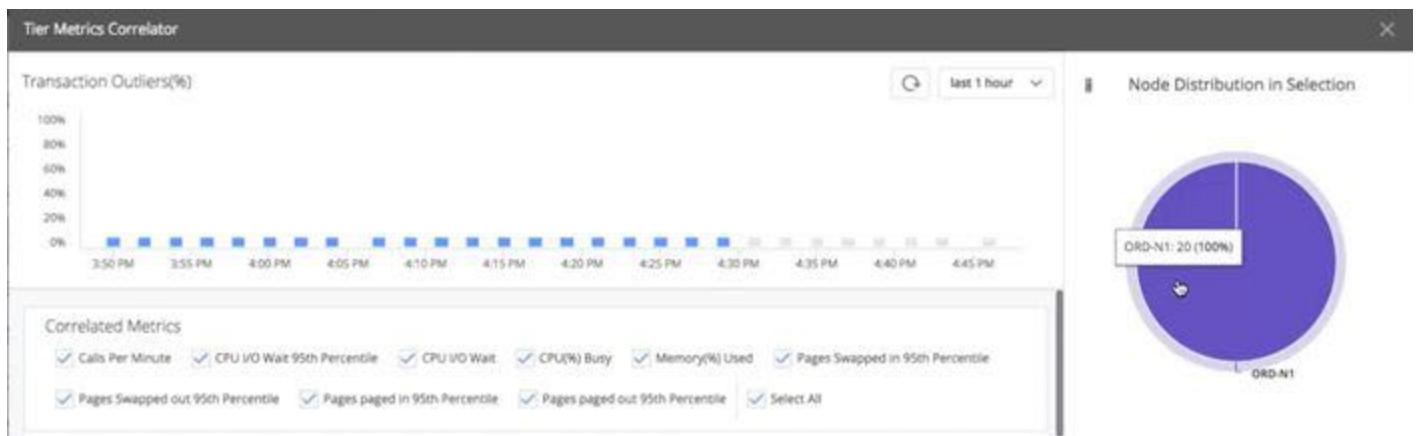 Tier Metrics Correlator
Transaction Outliers(%)
last 1 hour
Node Distribution in Selection
100%
80%
60%
40%
20%
0%
3:50 PM 3:55 PM 4:00 PM 4:05 PM 4:10 PM 4:15 PM 4:20 PM 4:25 PM 4:30 PM 4:35 PM 4:40 PM 4:45 PM
ORD-N1: 20 (100%)
ORD-N1
Correlated Metrics
Calls Per Minute CPU I/O Wait 95th Percentile CPU I/O Wait CPU(%) Busy Memory(%) Used Pages Swapped in 95th Percentile
Pages Swapped out 95th Percentile Pages paged in 95th Percentile Pages paged out 95th Percentile Select All